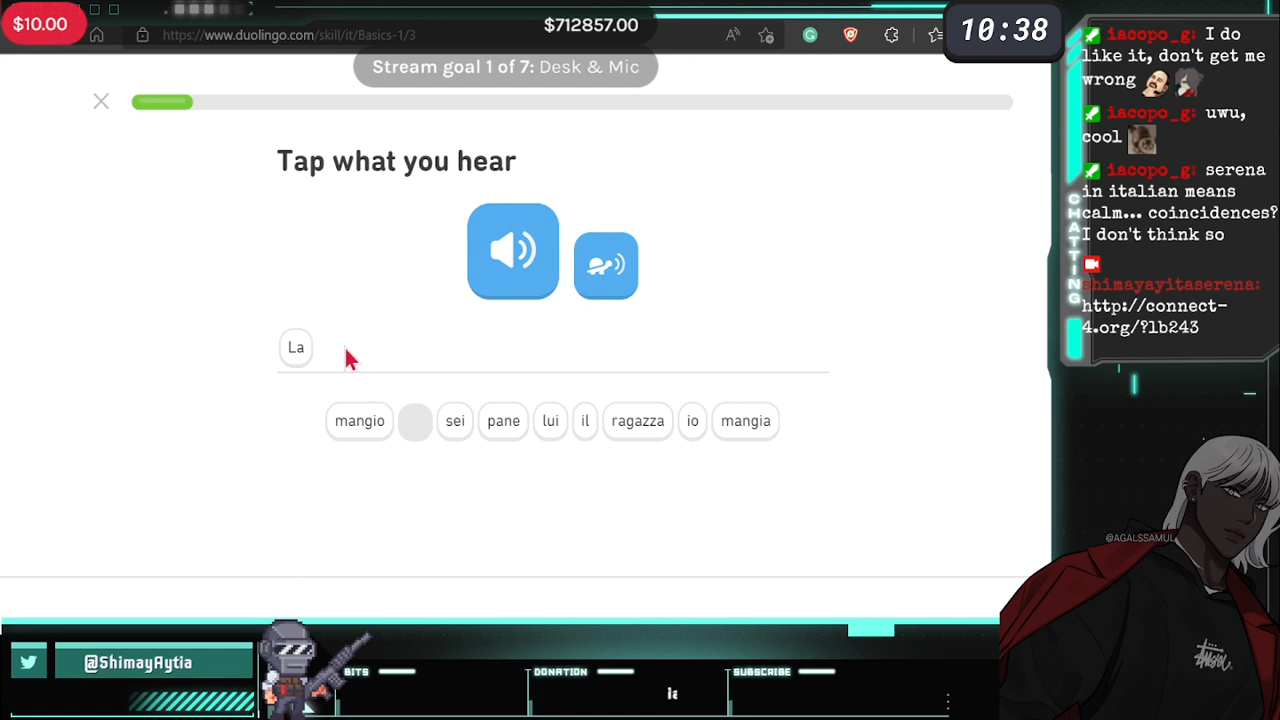 $10.00
https://www.duolingo.com/skill/it/Basics-1/3
$712857.00
10:38
Stream goal 1 of 7: Desk & Mic
Tap what you hear
La
mangio
sei
pane
lui
il
ragazza
io
mangia
iacopo_g: I do
like it, don't get me
wrong
iacopo_g: uwu,
cool
iacopo_g: serena
in italian means
calm... coincidences?
I don't think so
shimayayitaserena:
http://connect-
4.org/?1b243
CHATTING
@AGALSSAMUL
@ShimayAytia
BITS
DONATION
ia
SUBSCRIBE